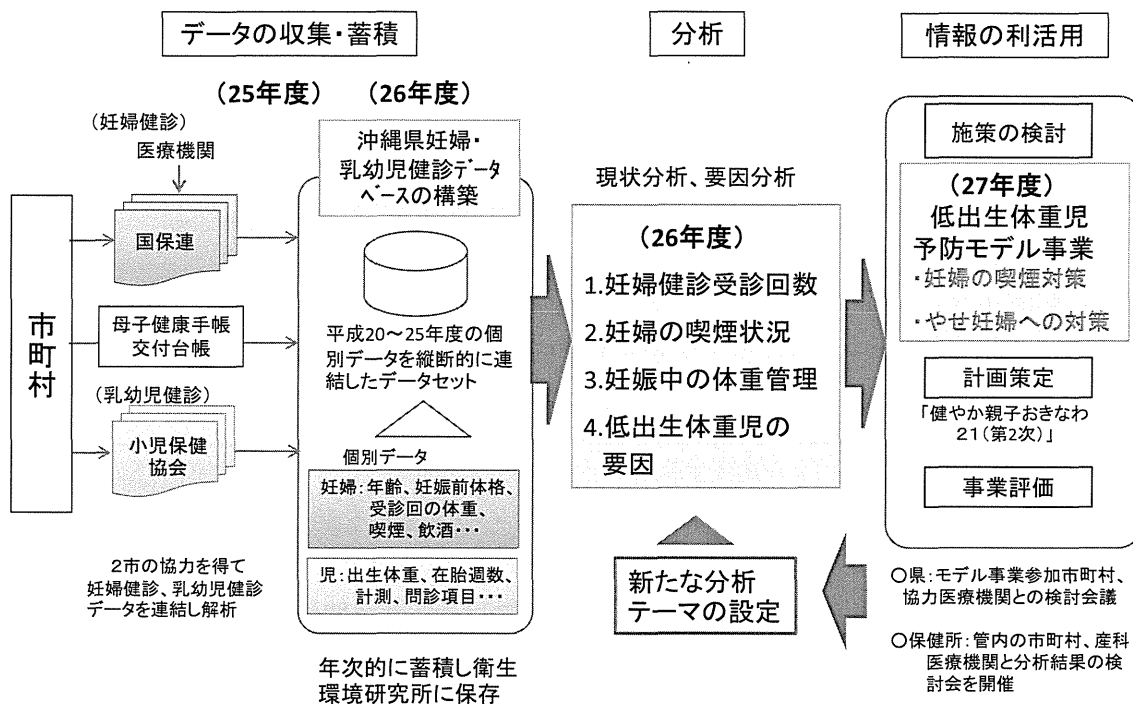 データの収集・蓄積
分析
情報の利活用
（25年度）
（26年度）
（妊婦健診）
医療機関
市町村
国保連
母子健康手帳
交付台帳
（乳幼児健診）
小児保健
協会
2市の協力を得て
妊婦健診、乳幼児健診
データを連結し解析
沖縄県妊婦・
乳幼児健診データ
ベースの構築
平成20～25年度の個
別データを縦断的に連
結したデータセット
個別データ
妊婦：年齢、妊娠前体格、
受診回の体重、
喫煙、飲酒・・・
児：出生体重、在胎週数、
計測、問診項目・・・
年次的に蓄積し衛生
環境研究所に保存
現状分析、要因分析
（26年度）
1.妊婦健診受診回数
2.妊婦の喫煙状況
3.妊娠中の体重管理
4.低出生体重児の
要因
新たな分析
テーマの設定
施策の検討
（27年度）
低出生体重児
予防モデル事業
・妊婦の喫煙対策
・やせ妊婦への対策
計画策定
「健やか親子おきなわ
21（第2次）」
事業評価
○県：モデル事業参加市町村、
協力医療機関との検討会議
○保健所：管内の市町村、産科
医療機関と分析結果の検
討会を開催